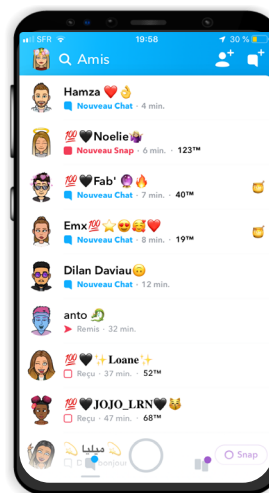 SFR 19:58 30 %
Amis
Hamza ❤️👌
Nouveau Chat · 4 min.
💯🖤Noelie🤷‍♀️
Nouveau Snap · 6 min. · 123™
💯🖤Fab' 🔮🔥
Nouveau Chat · 7 min. · 40™
Emx💯⭐😍🥰❤️
Nouveau Chat · 8 min. · 19™
Dilan Daviau🙃
Nouveau Chat · 12 min.
anto 🐉
Remis · 32 min.
💯🖤✨Loane✨
Reçu · 37 min. · 52™
💯🖤JOJO_LRN🖤😽
Reçu · 47 min. · 68™
Snap